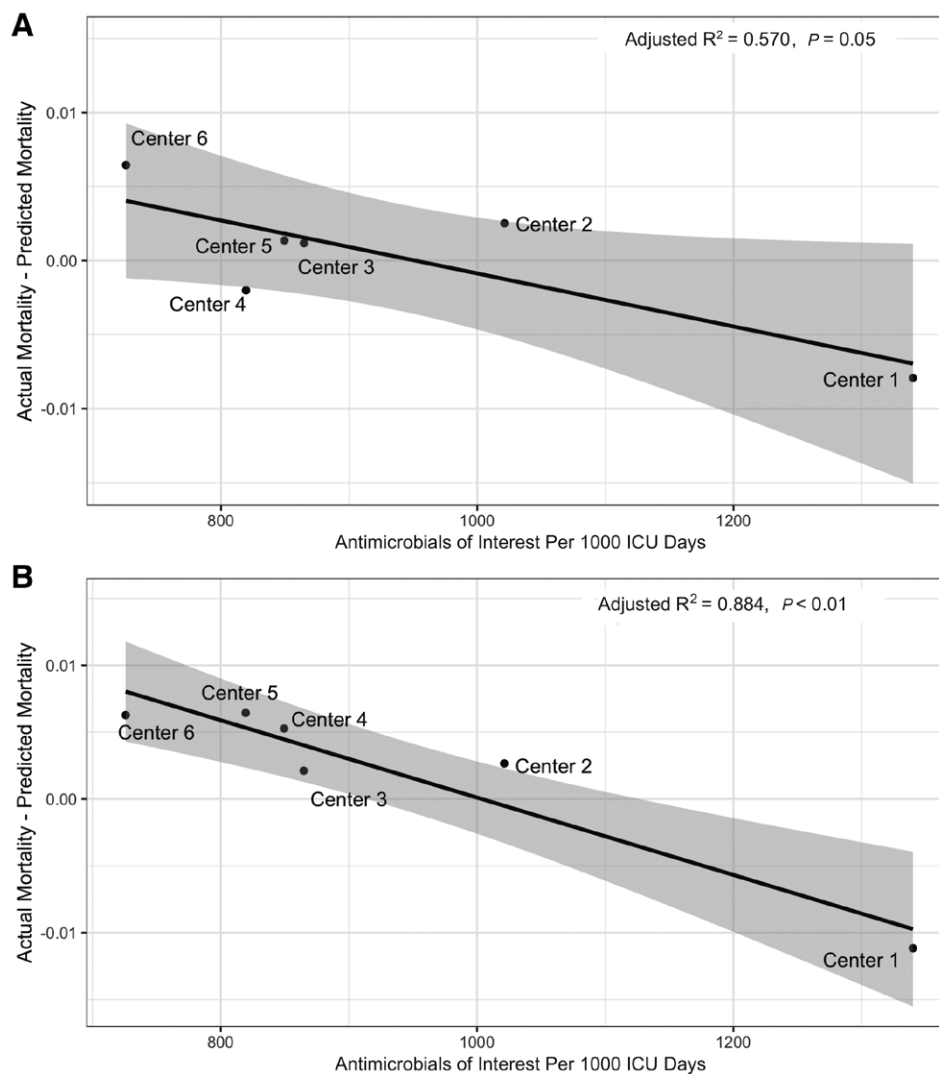 A
Adjusted R² = 0.570, P = 0.05
Actual Mortality - Predicted Mortality
0.01
0.00
-0.01
Center 6
Center 2
Center 5
Center 3
Center 4
Center 1
800
1000
1200
Antimicrobials of Interest Per 1000 ICU Days
B
Adjusted R² = 0.884, P < 0.01
Actual Mortality - Predicted Mortality
0.01
0.00
-0.01
Center 5
Center 4
Center 6
Center 2
Center 3
Center 1
800
1000
1200
Antimicrobials of Interest Per 1000 ICU Days